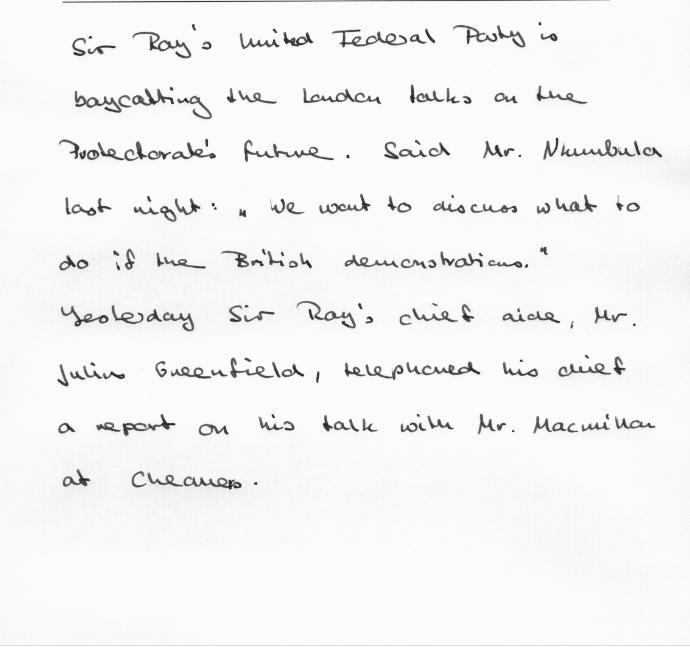 Sir Roy's United Federal Party is
boycotting the London talks on the
Protectorate's future. Said Mr. Nkumbula
last night: "We want to discuss what to
do if the British demonstrations."
Yesterday Sir Roy's chief aide, Mr.
Julius Greenfield, telephoned his chief
a report on his talk with Mr. Macmillan
at Chequers.